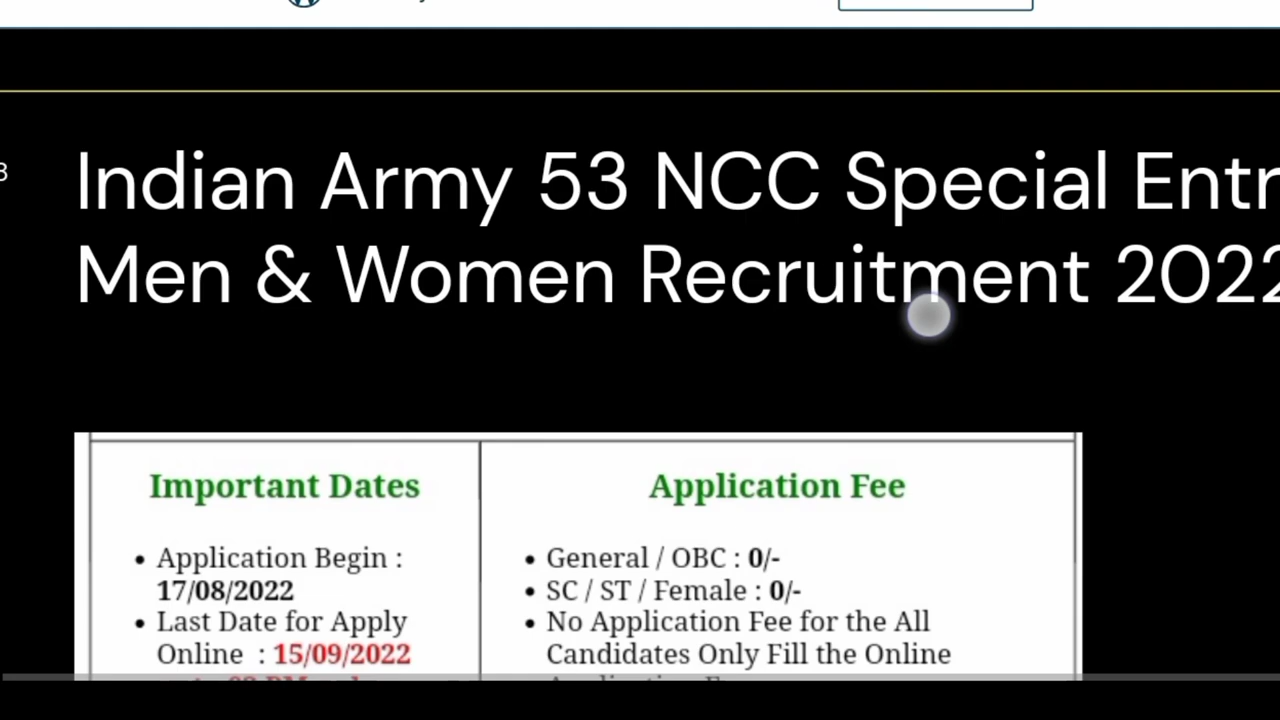 Indian Army 53 NCC Special
Men & Women Recruitment 2022
Important Dates
Application Begin :
17/08/2022
Last Date for Apply
Online : 15/09/2022
Application Fee
General / OBC : 0/-
SC / ST / Female : 0/-
No Application Fee for the All
Candidates Only Fill the Online